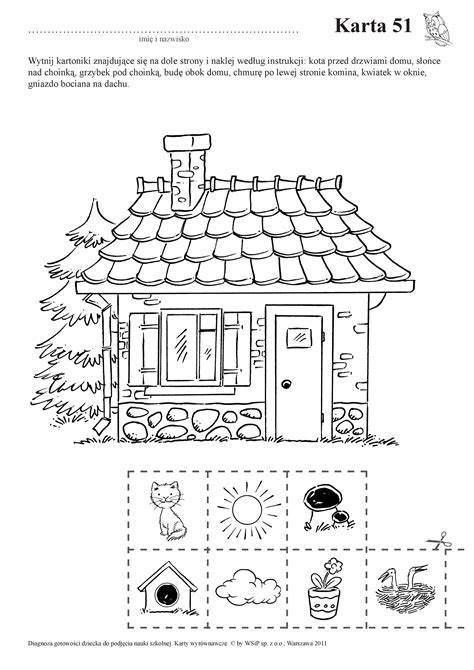 Karta 51
imię i nazwisko
Wytnij kartoniki znajdujące się na dole strony i naklej według instrukcji: kota przed drzwiami domu, słońce
nad choinką, grzybek pod choinką, budę obok domu, chmurę po lewej stronie komina, kwiatek w oknie,
gniazdo bociana na dachu.
Diagnoza gotowości dziecka do podjęcia nauki szkolnej. Karty wyrównawcze © by WSiP sp. z o.o., Warszawa 2011